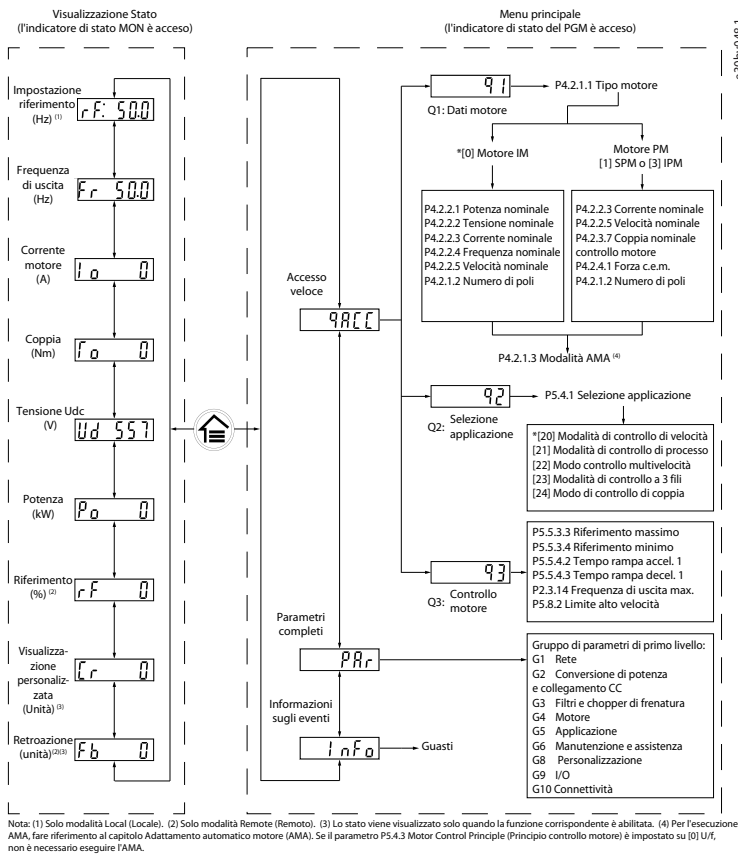 Visualizzazione Stato
(l'indicatore di stato MON è acceso)
Impostazione
riferimento
(Hz) (1)
rF: 50.0
Frequenza
di uscita
(Hz)
Fr 50.0
Corrente
motore
(A)
Io 0
Coppia
(Nm)
To 0
Tensione Udc
(V)
Ud 557
Potenza
(kW)
Po 0
Riferimento
(%) (2)
rF 0
Visualizza-
zione
personaliz-
zata
(Unità) (3)
Cr 0
Retroazione
(unità)(2)(3)
Fb 0
Menu principale
(l'indicatore di stato del PGM è acceso)
Accesso
veloce
qACC
Parametri
completi
PAr
Informazioni
sugli eventi
InFo
Guasti
q1
Q1: Dati motore
P4.2.1.1 Tipo motore
*[0] Motore IM
Motore PM
[1] SPM o [3] IPM
P4.2.2.1 Potenza nominale
P4.2.2.2 Tensione nominale
P4.2.2.3 Corrente nominale
P4.2.2.4 Frequenza nominale
P4.2.2.5 Velocità nominale
P4.2.1.2 Numero di poli
P4.2.2.3 Corrente nominale
P4.2.2.5 Velocità nominale
P4.2.3.7 Coppia nominale
controllo motore
P4.2.4.1 Forza c.e.m.
P4.2.1.2 Numero di poli
P4.2.1.3 Modalità AMA (4)
q2
Q2: Selezione
applicazione
P5.4.1 Selezione applicazione
*[20] Modalità di controllo di velocità
[21] Modalità di controllo di processo
[22] Modo controllo multivelocità
[23] Modalità di controllo a 3 fili
[24] Modo di controllo di coppia
q3
Q3: Controllo
motore
P5.5.3.3 Riferimento massimo
P5.5.3.4 Riferimento minimo
P5.5.4.2 Tempo rampa accel. 1
P5.5.4.3 Tempo rampa decel. 1
P2.3.14 Frequenza di uscita max.
P5.8.2 Limite alto velocità
Gruppo di parametri di primo livello:
G1 Rete
G2 Conversione di potenza
e collegamento CC
G3 Filtri e chopper di frenatura
G4 Motore
G5 Applicazione
G6 Manutenzione e assistenza
G8 Personalizzazione
G9 I/O
G10 Connettività
Nota: (1) Solo modalità Local (Locale). (2) Solo modalità Remote (Remoto). (3) Lo stato viene visualizzato solo quando la funzione corrispondente è abilitata. (4) Per l'esecuzione
AMA, fare riferimento al capitolo Adattamento automatico motore (AMA). Se il parametro P5.4.3 Motor Control Principle (Principio controllo motore) è impostato su [0] U/f,
non è necessario eseguire l'AMA.